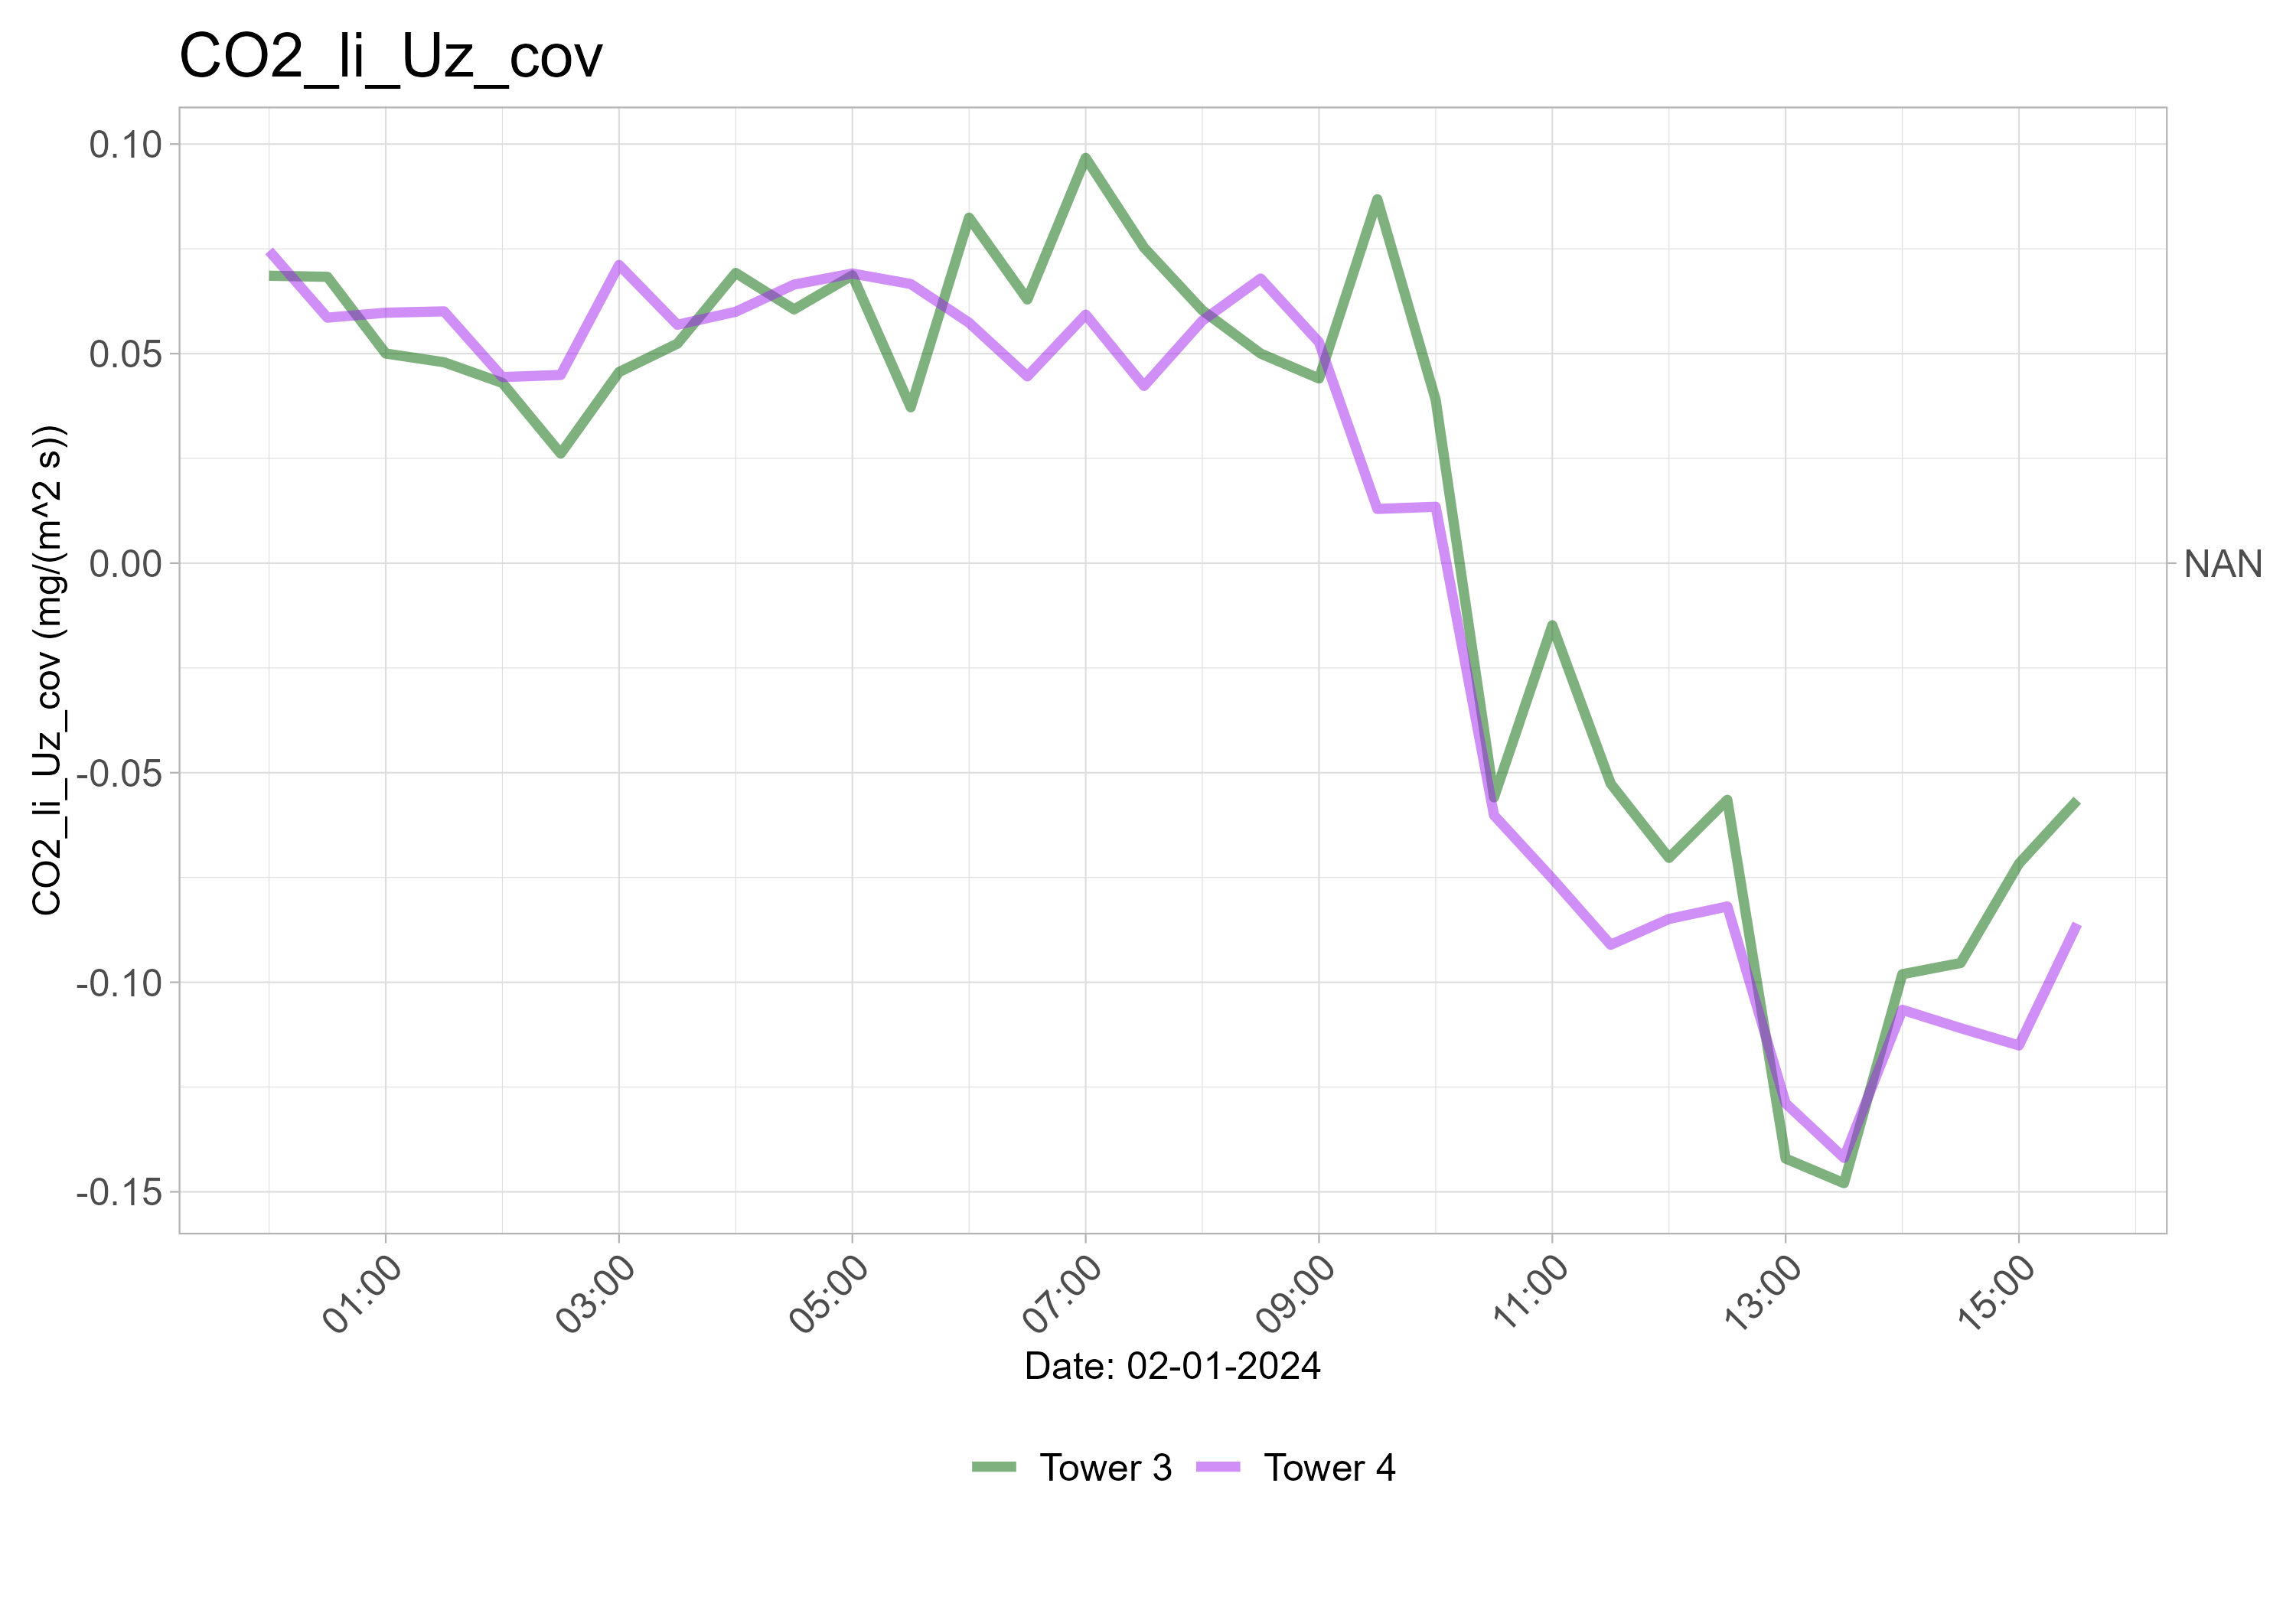 CO2_li_Uz_cov
CO2_li_Uz_cov (mg/(m^2 s))
0.10
0.05
0.00
-0.05
-0.10
-0.15
NAN
01:00
03:00
05:00
07:00
09:00
11:00
13:00
15:00
Date: 02-01-2024
Tower 3
Tower 4